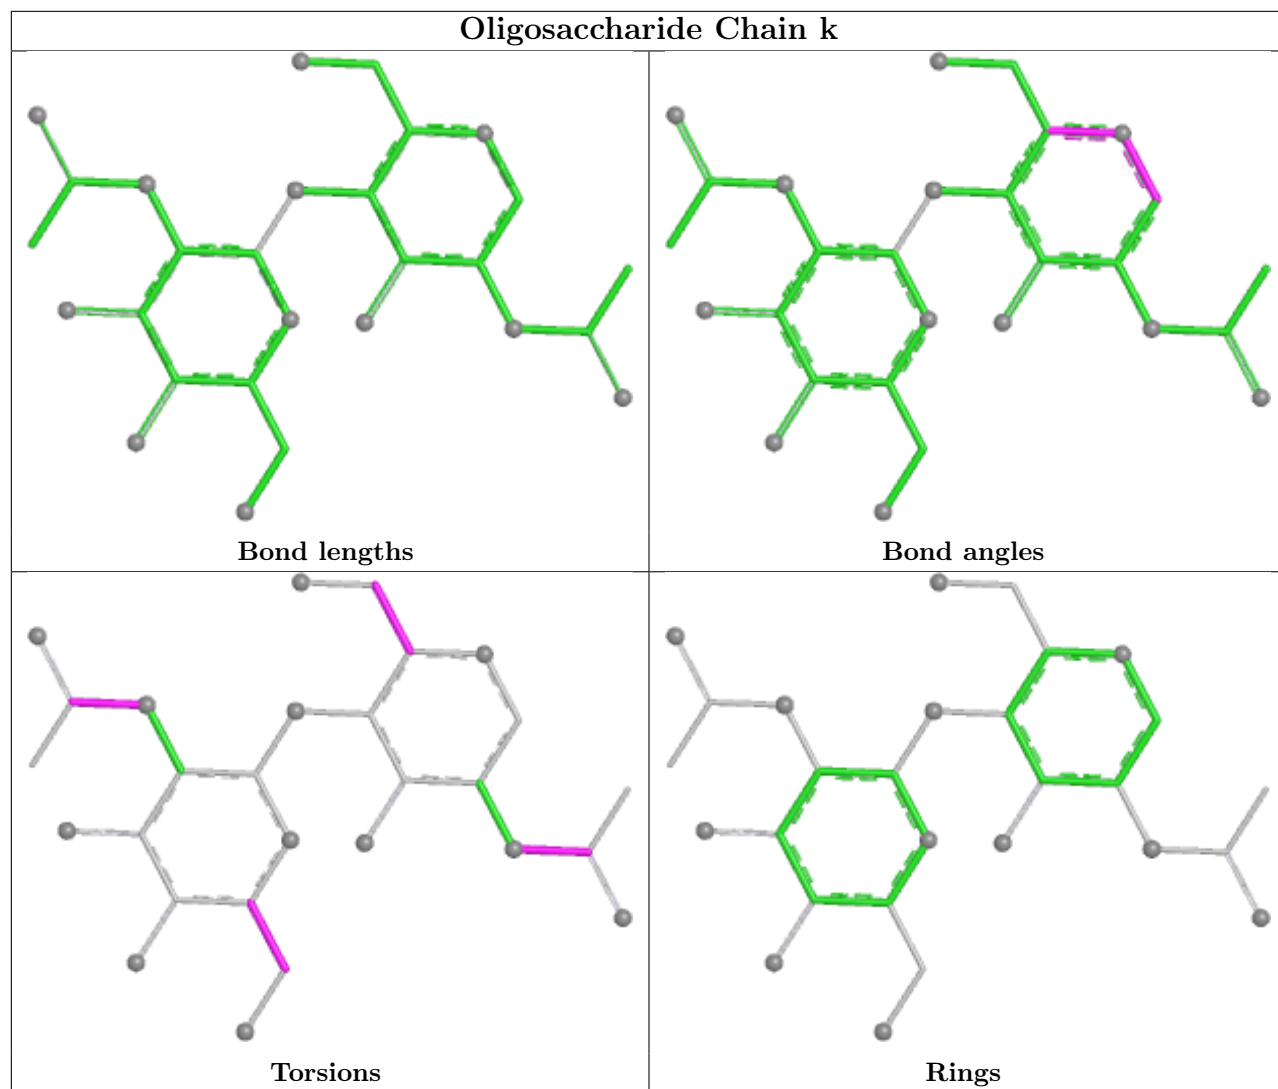 Oligosaccharide Chain k
Bond lengths
Bond angles
Torsions
Rings